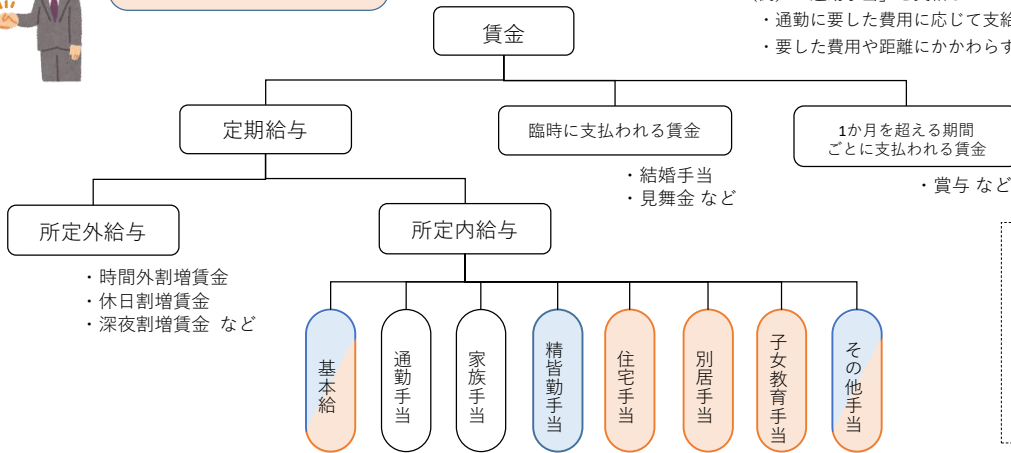 ・通勤に要した費用に応じて支給
・要した費用や距離にかかわらず
賃金
定期給与
臨時に支払われる賃金
1か月を超える期間
ごとに支払われる賃金
・結婚手当
・見舞金 など
・賞与 など
所定外給与
所定内給与
・時間外割増賃金
・休日割増賃金
・深夜割増賃金 など
基本給
通勤手当
家族手当
精皆勤手当
住宅手当
別居手当
子女教育手当
その他手当